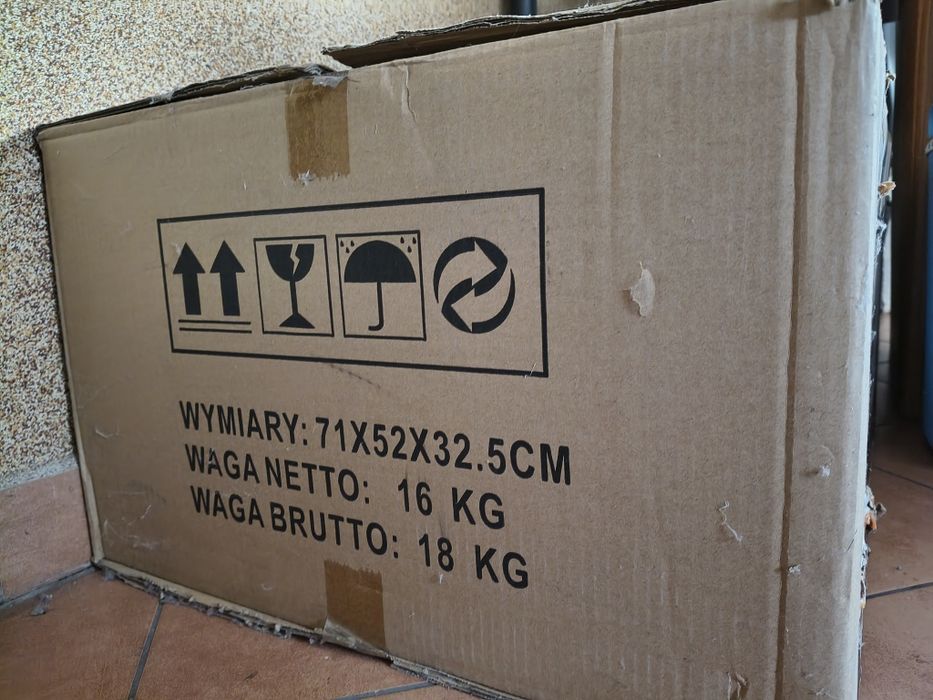 WYMIARY: 71X52X32.5CM
WAGA NETTO: 16 KG
WAGA BRUTTO: 18 KG